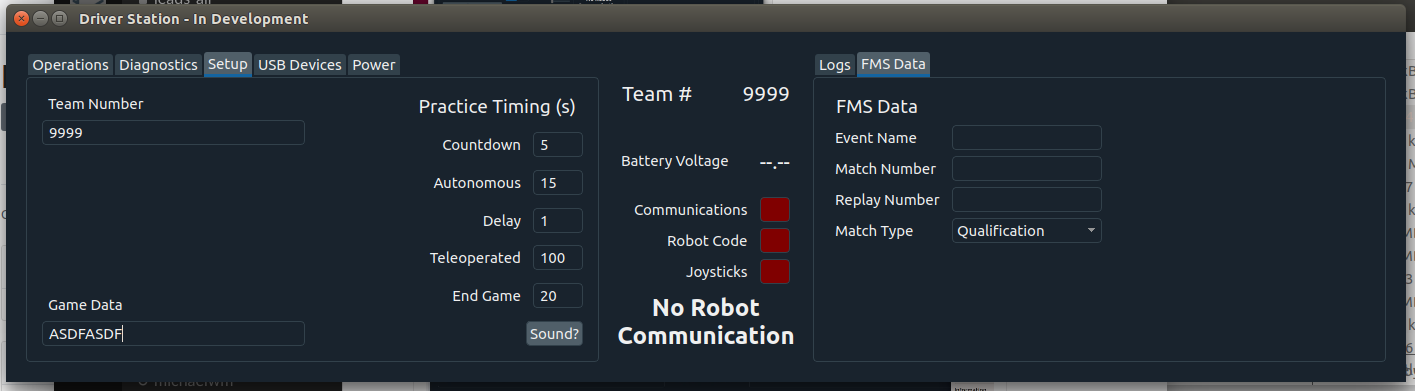 Driver Station - In Development
Operations Diagnostics Setup USB Devices Power
Team Number
9999
Game Data
ASDFASDF
Practice Timing (s)
Countdown 5
Autonomous 15
Delay 1
Teleoperated 100
End Game 20
Sound?
Team # 9999
Battery Voltage --.--
Communications
Robot Code
Joysticks
No Robot
Communication
Logs FMS Data
FMS Data
Event Name
Match Number
Replay Number
Match Type Qualification